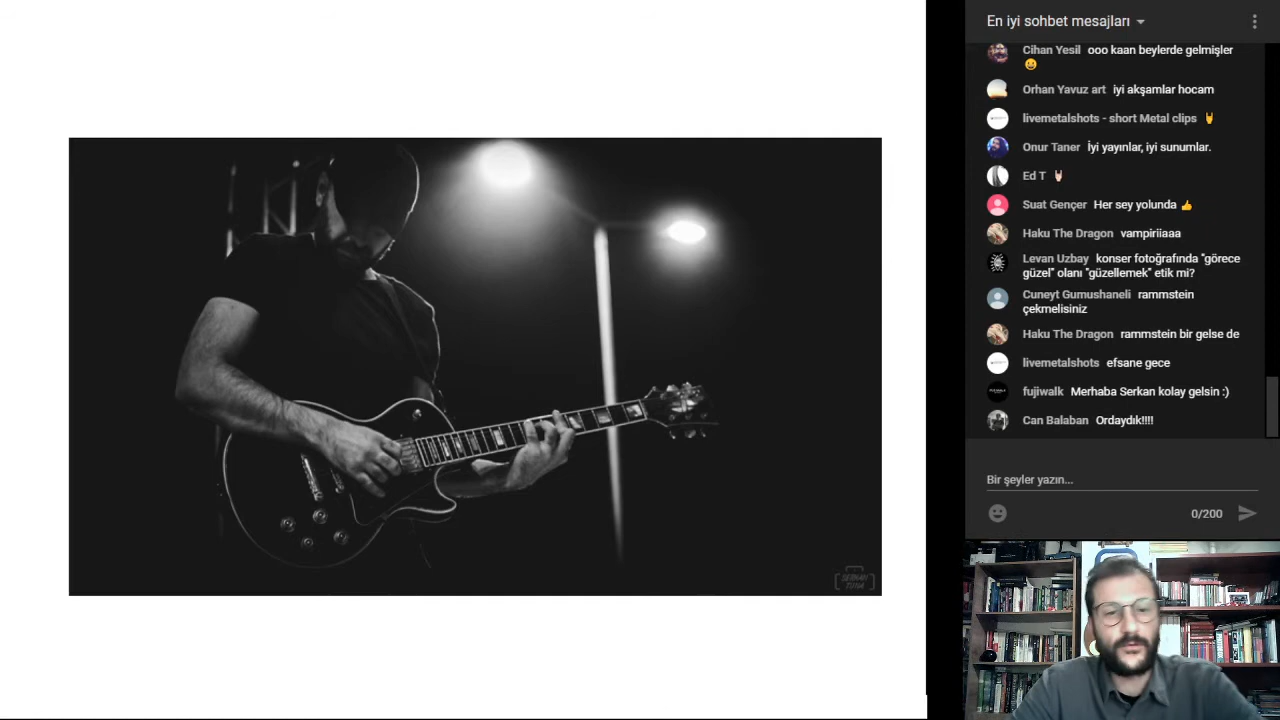 En iyi sohbet mesajları
Cihan Yesil ooo kaan beylerde gelmişler
Orhan Yavuz art iyi akşamlar hocam
livemetalshots - short Metal clips
Onur Taner İyi yayınlar, iyi sunumlar.
Ed T
Suat Gençer Her sey yolunda
Haku The Dragon vampiriiaaa
Levan Uzbay konser fotoğrafında "görece
güzel" olanı "güzellemek" etik mi?
Cuneyt Gumushaneli rammstein
çekmelisiniz
Haku The Dragon rammstein bir gelse de
livemetalshots efsane gece
fujiwalk Merhaba Serkan kolay gelsin :)
Can Balaban Ordaydık!!!!
Bir şeyler yazın...
0/200